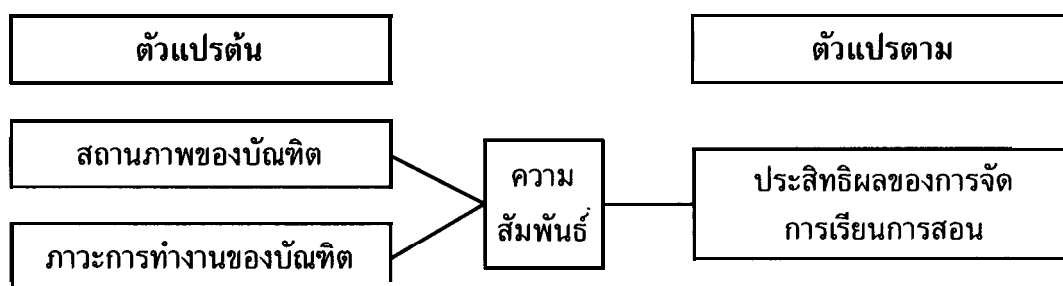 ตัวแปรต้น
ตัวแปรตาม
สถานภาพของบัณฑิต
ภาวะการทำงานของบัณฑิต
ความ
สัมพันธ์
ประสิทธิผลของการจัด
การเรียนการสอน